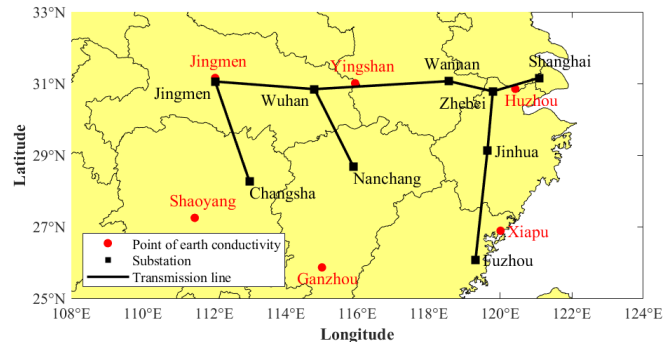 33°N
31°N
29°N
27°N
25°N
Latitude
Jingmen
Yingshan
Wannan
Shanghai
Jingmen
Wuhan
Zhebei
Huzhou
Jinhua
Changsha
Nanchang
Shaoyang
Xiapu
Fuzhou
Ganzhou
Point of earth conductivity
Substation
Transmission line
108°E
110°E
112°E
114°E
116°E
118°E
120°E
122°E
124°E
Longitude